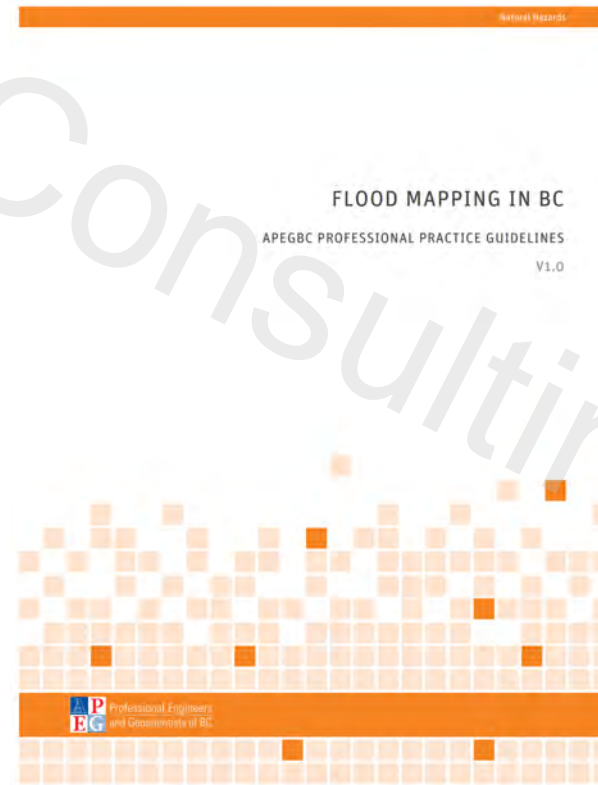 Natural Hazards
Consultin
FLOOD MAPPING IN BC
APEGBC PROFESSIONAL PRACTICE GUIDELINES
V1.0
A P Professional Engineers
E G and Geoscientists of BC